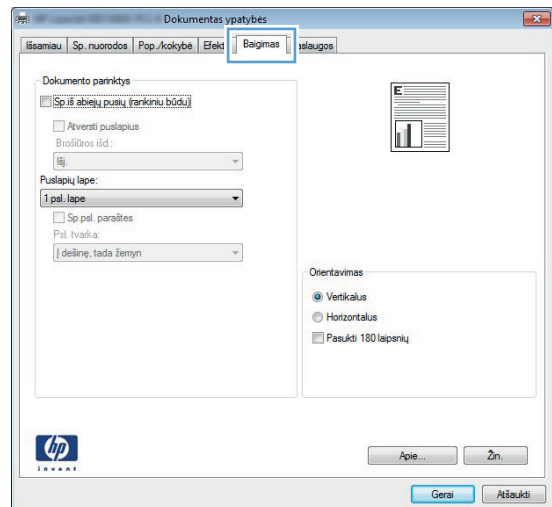 Dokumentas ypatybės
Išsamiau Sp. nuorodos Pop./kokybė Efekt Baigimas aslaugos
Dokumento parinktys
Sp.iš abiejų pusių (rankiniu būdu)
Atversti puslapius
Brošiūros išd.:
Išj.
Puslapių lape:
1 psl. lape
Sp.psl. paraštes
Psl. tvarka:
Į dešinę, tada žemyn
E
Orientavimas
Vertikalus
Horizontalus
Pasukti 180 laipsnių
hp
invent
Apie... Žin.
Gerai Atšaukti